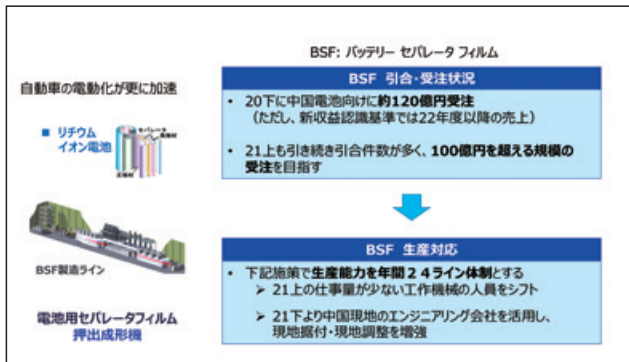 BSF: バッテリー セパレータ フィルム
自動車の電動化が更に加速
■ リチウム
イオン電池
セパレータ
BSF製造ライン
電池用セパレータフィルム
押出成形機
BSF 引合・受注状況
• 20下に中国電池向けに約120億円受注
（ただし、新収益認識基準では22年度以降の売上）
• 21上も引き続き引合件数が多く、100億円を超える規模の
受注を目指す
BSF 生産対応
• 下記施策で生産能力を年間２４ライン体制とする
➢ 21上の仕事量が少ない工作機械の人員をシフト
➢ 21下より中国現地のエンジニアリング会社を活用し、
現地据付・現地調整を増強